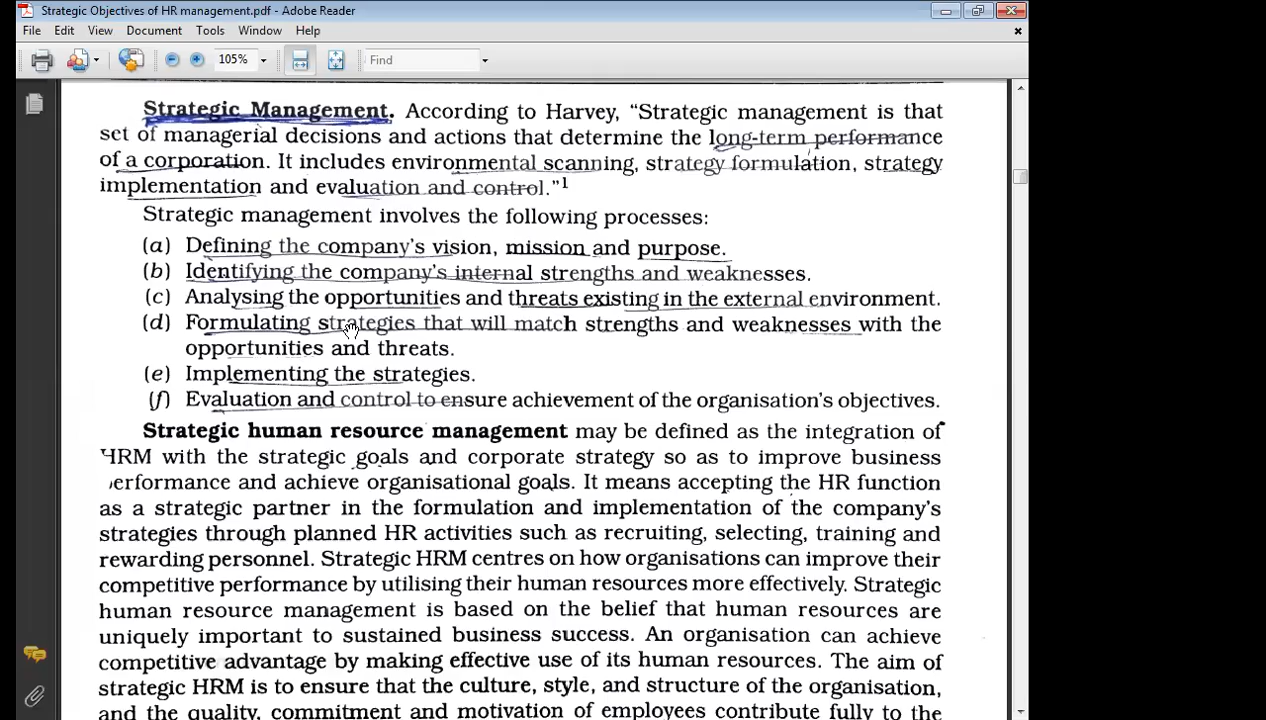 Strategic Objectives of HR management.pdf - Adobe Reader
File Edit View Document Tools Window Help
105% Find
Strategic Management. According to Harvey, “Strategic management is that
set of managerial decisions and actions that determine the long-term performance
of a corporation. It includes environmental scanning, strategy formulation, strategy
implementation and evaluation and control.”1
Strategic management involves the following processes:
(a) Defining the company's vision, mission and purpose.
(b) Identifying the company's internal strengths and weaknesses.
(c) Analysing the opportunities and threats existing in the external environment.
(d) Formulating strategies that will match strengths and weaknesses with the
opportunities and threats.
(e) Implementing the strategies.
(f) Evaluation and control to ensure achievement of the organisation's objectives.
Strategic human resource management may be defined as the integration of
HRM with the strategic goals and corporate strategy so as to improve business
erformance and achieve organisational goals. It means accepting the HR function
as a strategic partner in the formulation and implementation of the company's
strategies through planned HR activities such as recruiting, selecting, training and
rewarding personnel. Strategic HRM centres on how organisations can improve their
competitive performance by utilising their human resources more effectively. Strategic
human resource management is based on the belief that human resources are
uniquely important to sustained business success. An organisation can achieve
competitive advantage by making effective use of its human resources. The aim of
strategic HRM is to ensure that the culture, style, and structure of the organisation,
and the quality, commitment and motivation of employees contribute fully to the